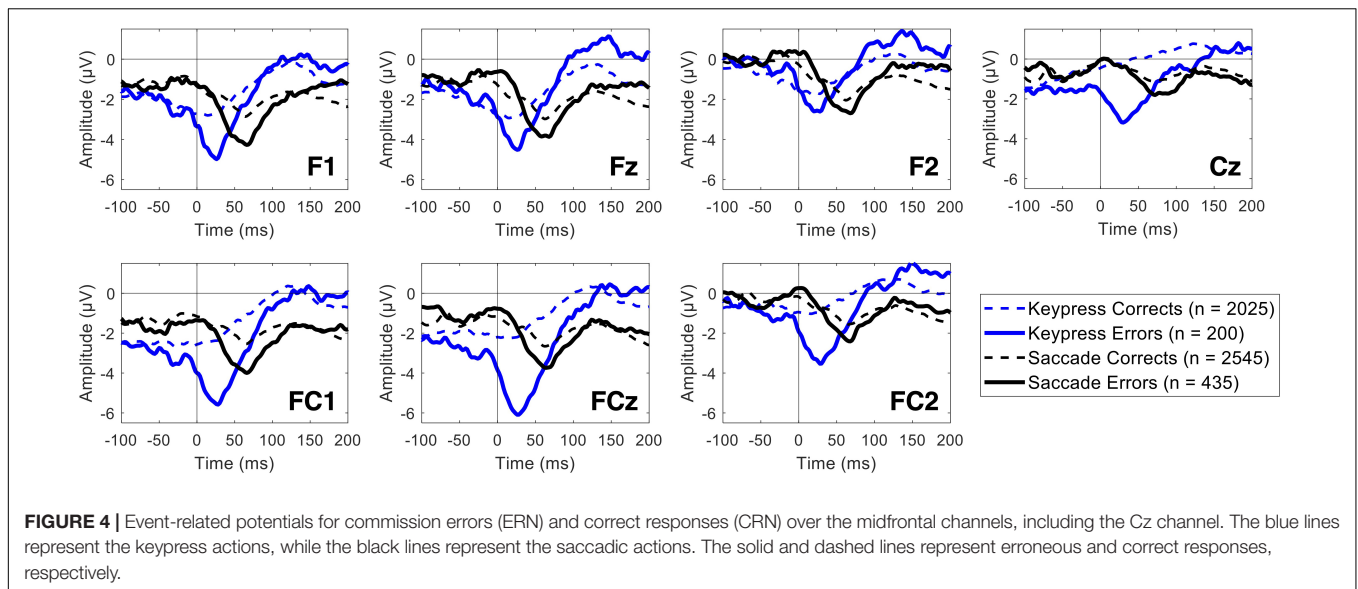 0
-2
-4
-6
Amplitude (µV)
F1
-100 -50 0 50 100 150 200
Time (ms)
0
-2
-4
-6
Amplitude (µV)
Fz
-100 -50 0 50 100 150 200
Time (ms)
0
-2
-4
-6
Amplitude (µV)
F2
-100 -50 0 50 100 150 200
Time (ms)
0
-2
-4
-6
Amplitude (µV)
Cz
-100 -50 0 50 100 150 200
Time (ms)
0
-2
-4
-6
Amplitude (µV)
FC1
-100 -50 0 50 100 150 200
Time (ms)
0
-2
-4
-6
Amplitude (µV)
FCz
-100 -50 0 50 100 150 200
Time (ms)
0
-2
-4
-6
Amplitude (µV)
FC2
-100 -50 0 50 100 150 200
Time (ms)
Keypress Corrects (n = 2025)
Keypress Errors (n = 200)
Saccade Corrects (n = 2545)
Saccade Errors (n = 435)
FIGURE 4 | Event-related potentials for commission errors (ERN) and correct responses (CRN) over the midfrontal channels, including the Cz channel. The blue lines
represent the keypress actions, while the black lines represent the saccadic actions. The solid and dashed lines represent erroneous and correct responses,
respectively.